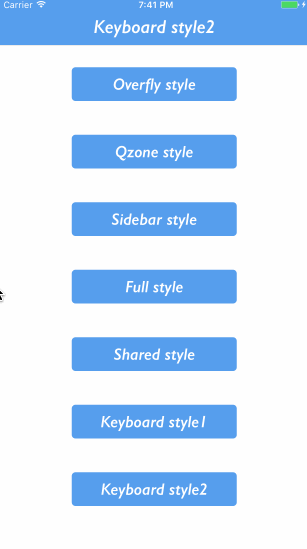 Carrier 7:41 PM
Keyboard style2
Overfly style
Qzone style
Sidebar style
Full style
Shared style
Keyboard style1
Keyboard style2